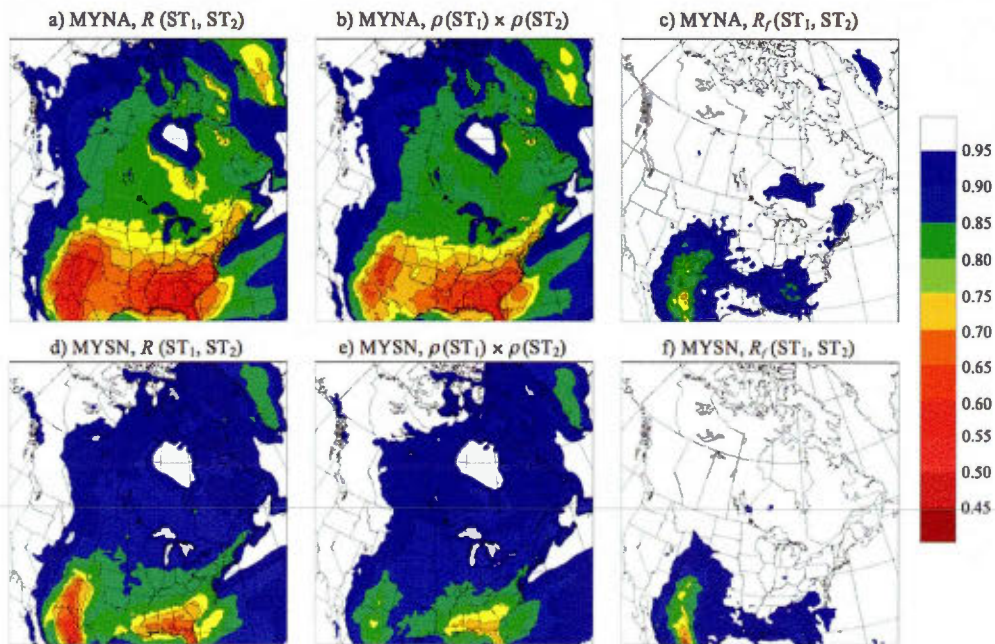 a) MYNA, R (ST₁, ST₂)
b) MYNA, ρ(ST₁) × ρ(ST₂)
c) MYNA, R_f (ST₁, ST₂)
d) MYSN, R (ST₁, ST₂)
e) MYSN, ρ(ST₁) × ρ(ST₂)
f) MYSN, R_f (ST₁, ST₂)
0.95
0.90
0.85
0.80
0.75
0.70
0.65
0.60
0.55
0.50
0.45